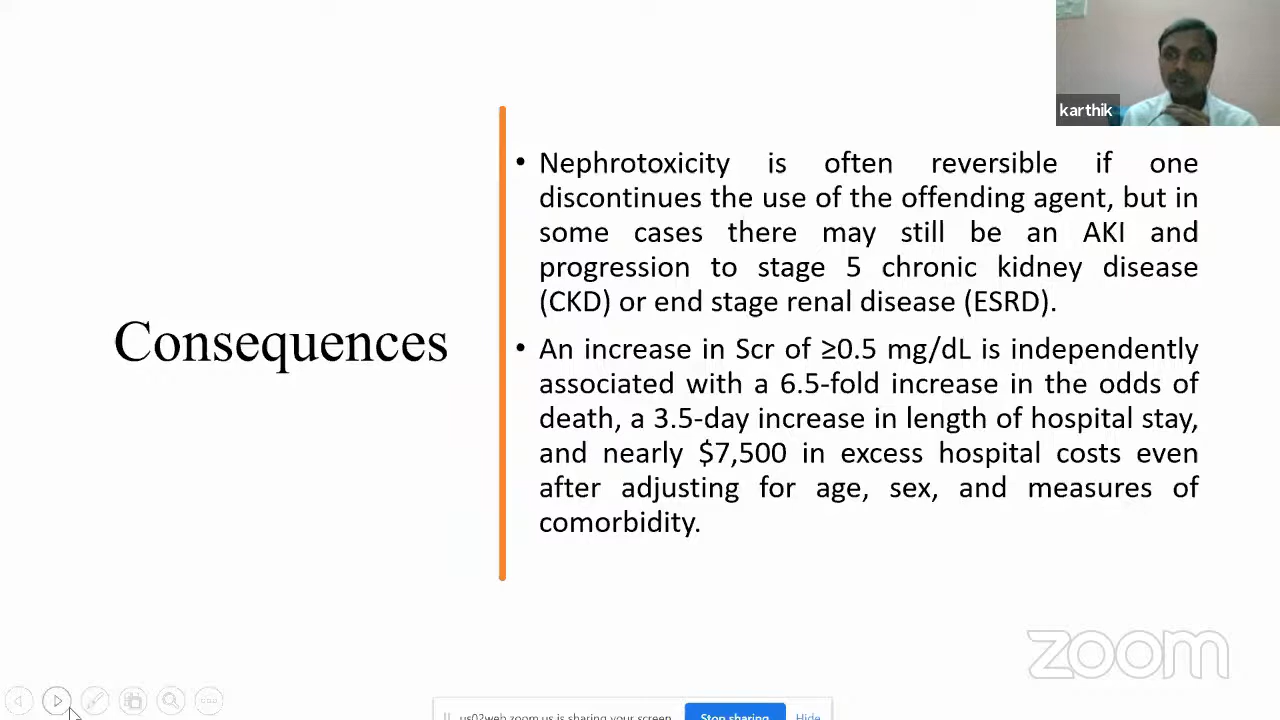 karthik
Consequences
• Nephrotoxicity is often reversible if one
discontinues the use of the offending agent, but in
some cases there may still be an AKI and
progression to stage 5 chronic kidney disease
(CKD) or end stage renal disease (ESRD).
• An increase in Scr of ≥0.5 mg/dL is independently
associated with a 6.5-fold increase in the odds of
death, a 3.5-day increase in length of hospital stay,
and nearly $7,500 in excess hospital costs even
after adjusting for age, sex, and measures of
comorbidity.
zoom
us02web.zoom.us is sharing your screen. Stop sharing Hide